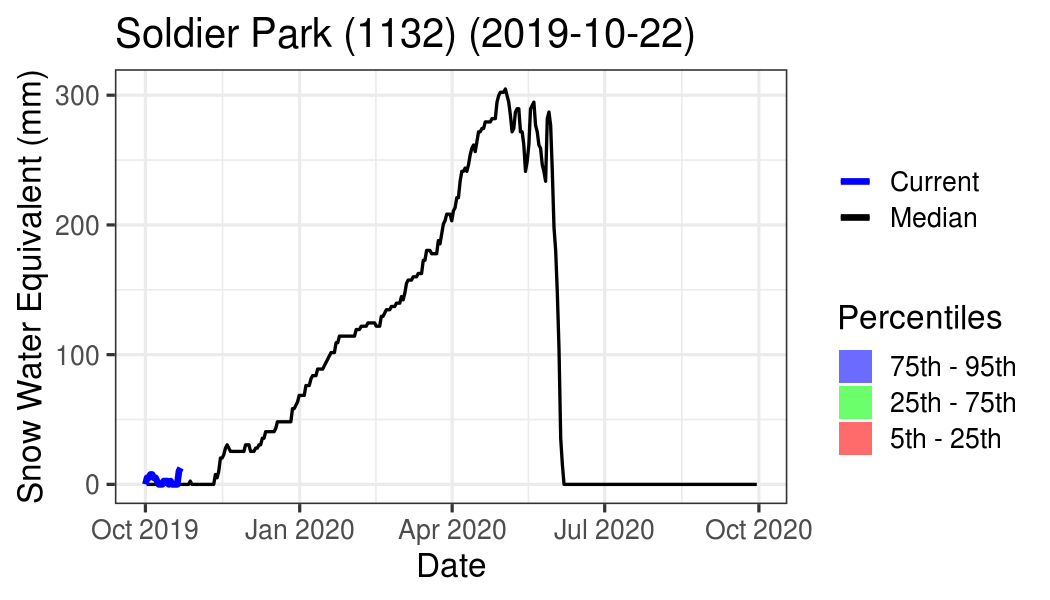 Soldier Park (1132) (2019-10-22)
Snow Water Equivalent (mm)
300
200
100
0
Oct 2019 Jan 2020 Apr 2020 Jul 2020 Oct 2020
Date
Current
Median
Percentiles
75th - 95th
25th - 75th
5th - 25th